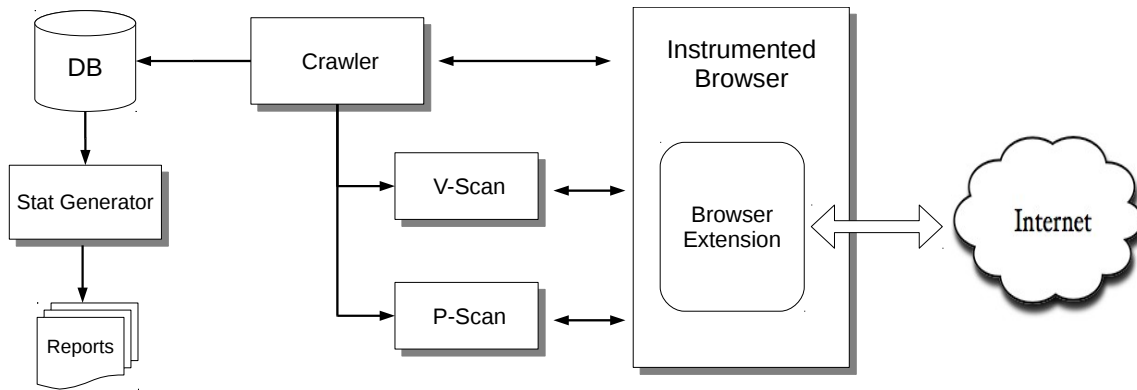 DB
Crawler
Instrumented
Browser
Stat Generator
V-Scan
Browser
Extension
Internet
P-Scan
Reports